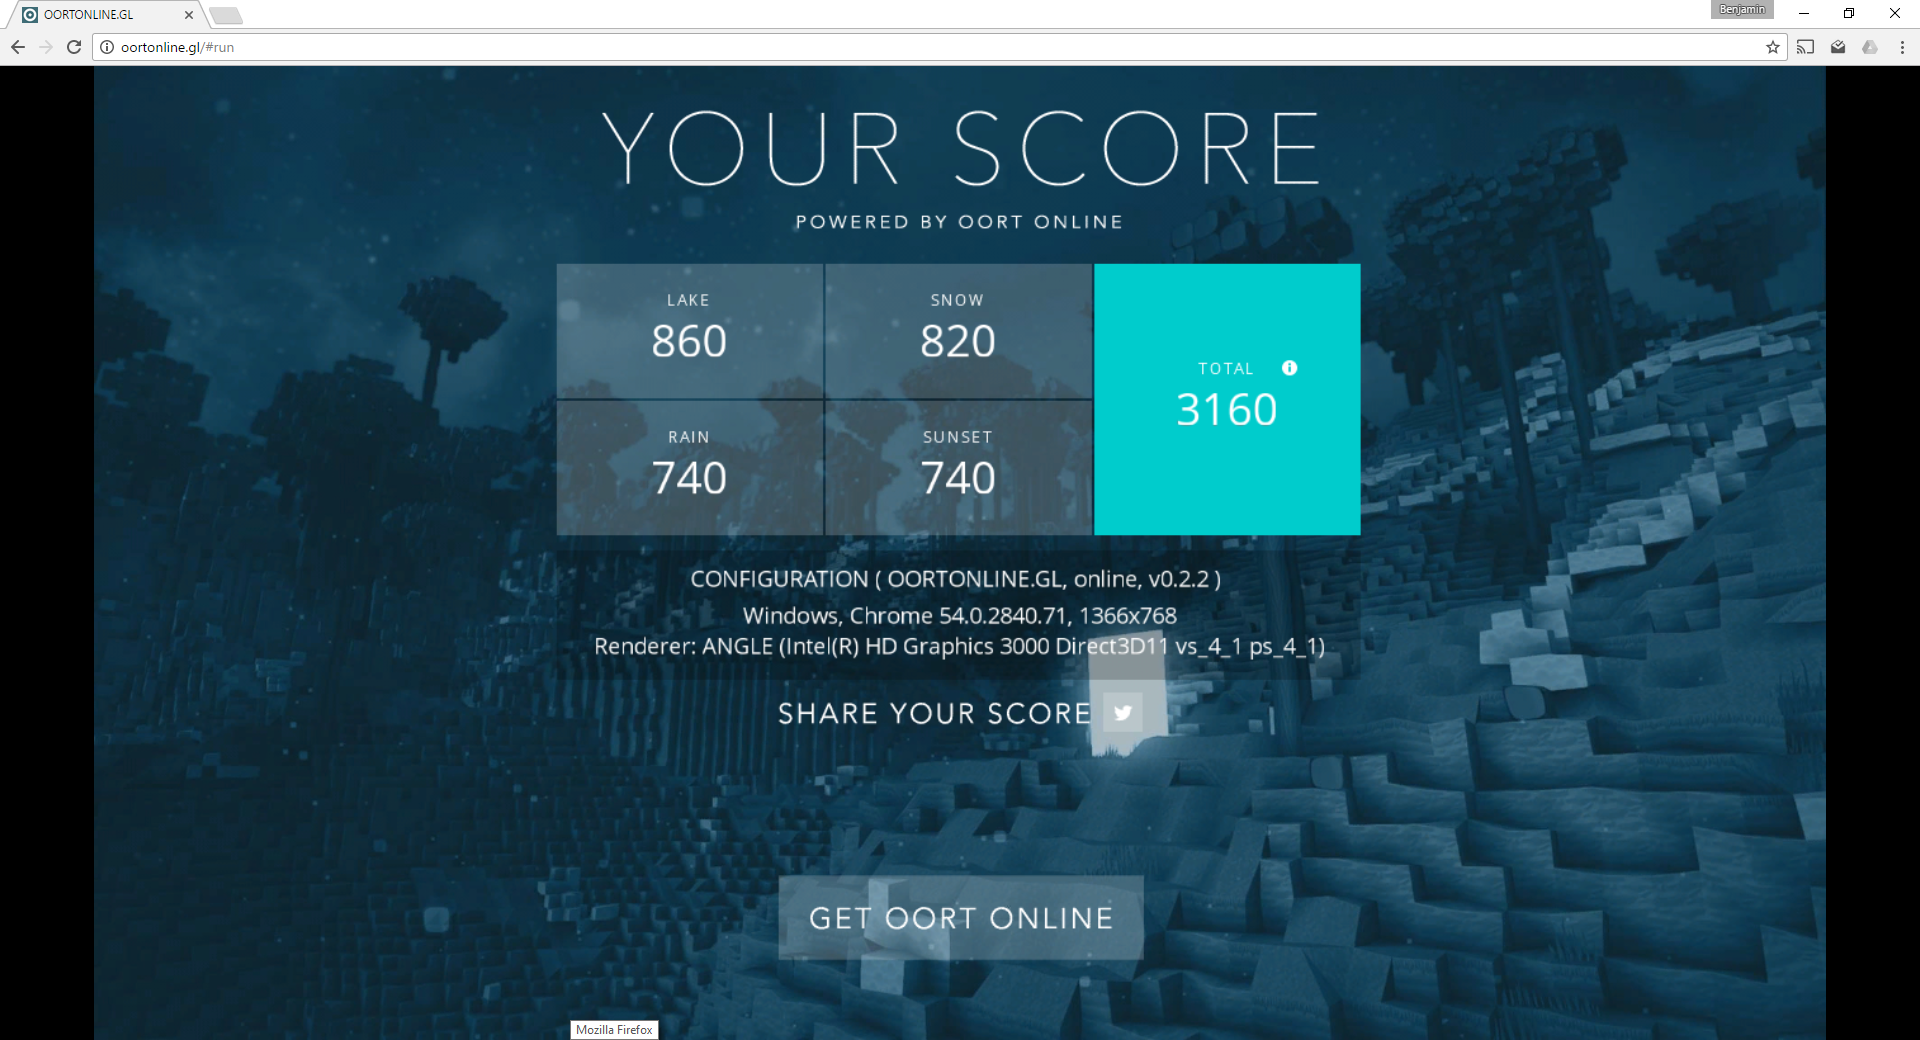 OORTONLINE.GL
Benjamin
oortonline.gl/#run
YOUR SCORE
POWERED BY OORT ONLINE
LAKE
860
SNOW
820
TOTAL
3160
RAIN
740
SUNSET
740
CONFIGURATION ( OORTONLINE.GL, online, v0.2.2 )
Windows, Chrome 54.0.2840.71, 1366x768
Renderer: ANGLE (Intel(R) HD Graphics 3000 Direct3D11 vs_4_1 ps_4_1)
SHARE YOUR SCORE
GET OORT ONLINE
Mozilla Firefox